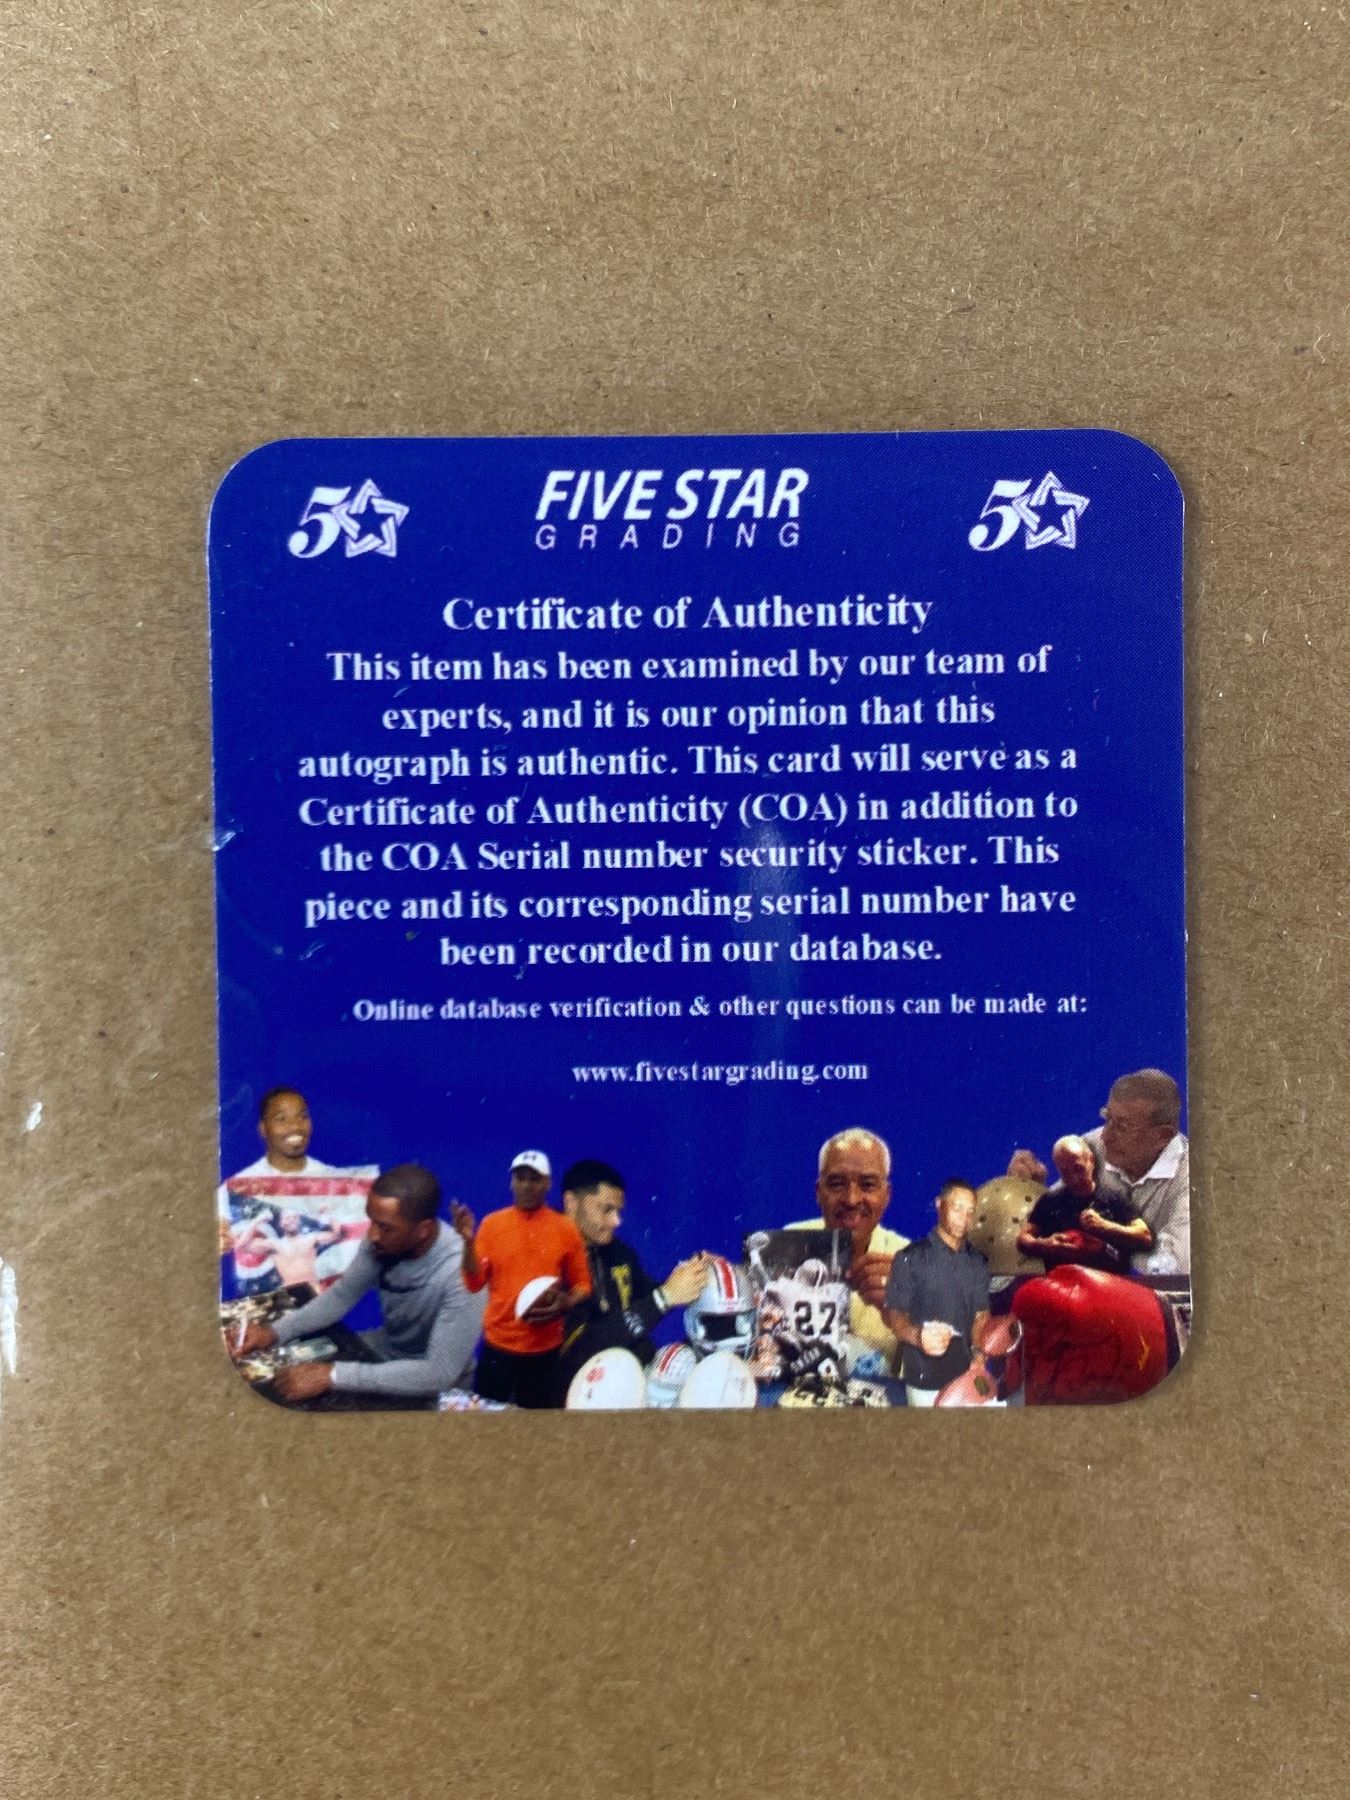 5 FIVE STAR 5
GRADING
Certificate of Authenticity
This item has been examined by our team of
experts, and it is our opinion that this
autograph is authentic. This card will serve as a
Certificate of Authenticity (COA) in addition to
the COA Serial number security sticker. This
piece and its corresponding serial number have
been recorded in our database.
Online database verification & other questions can be made at:
www.fivestargrading.com
27